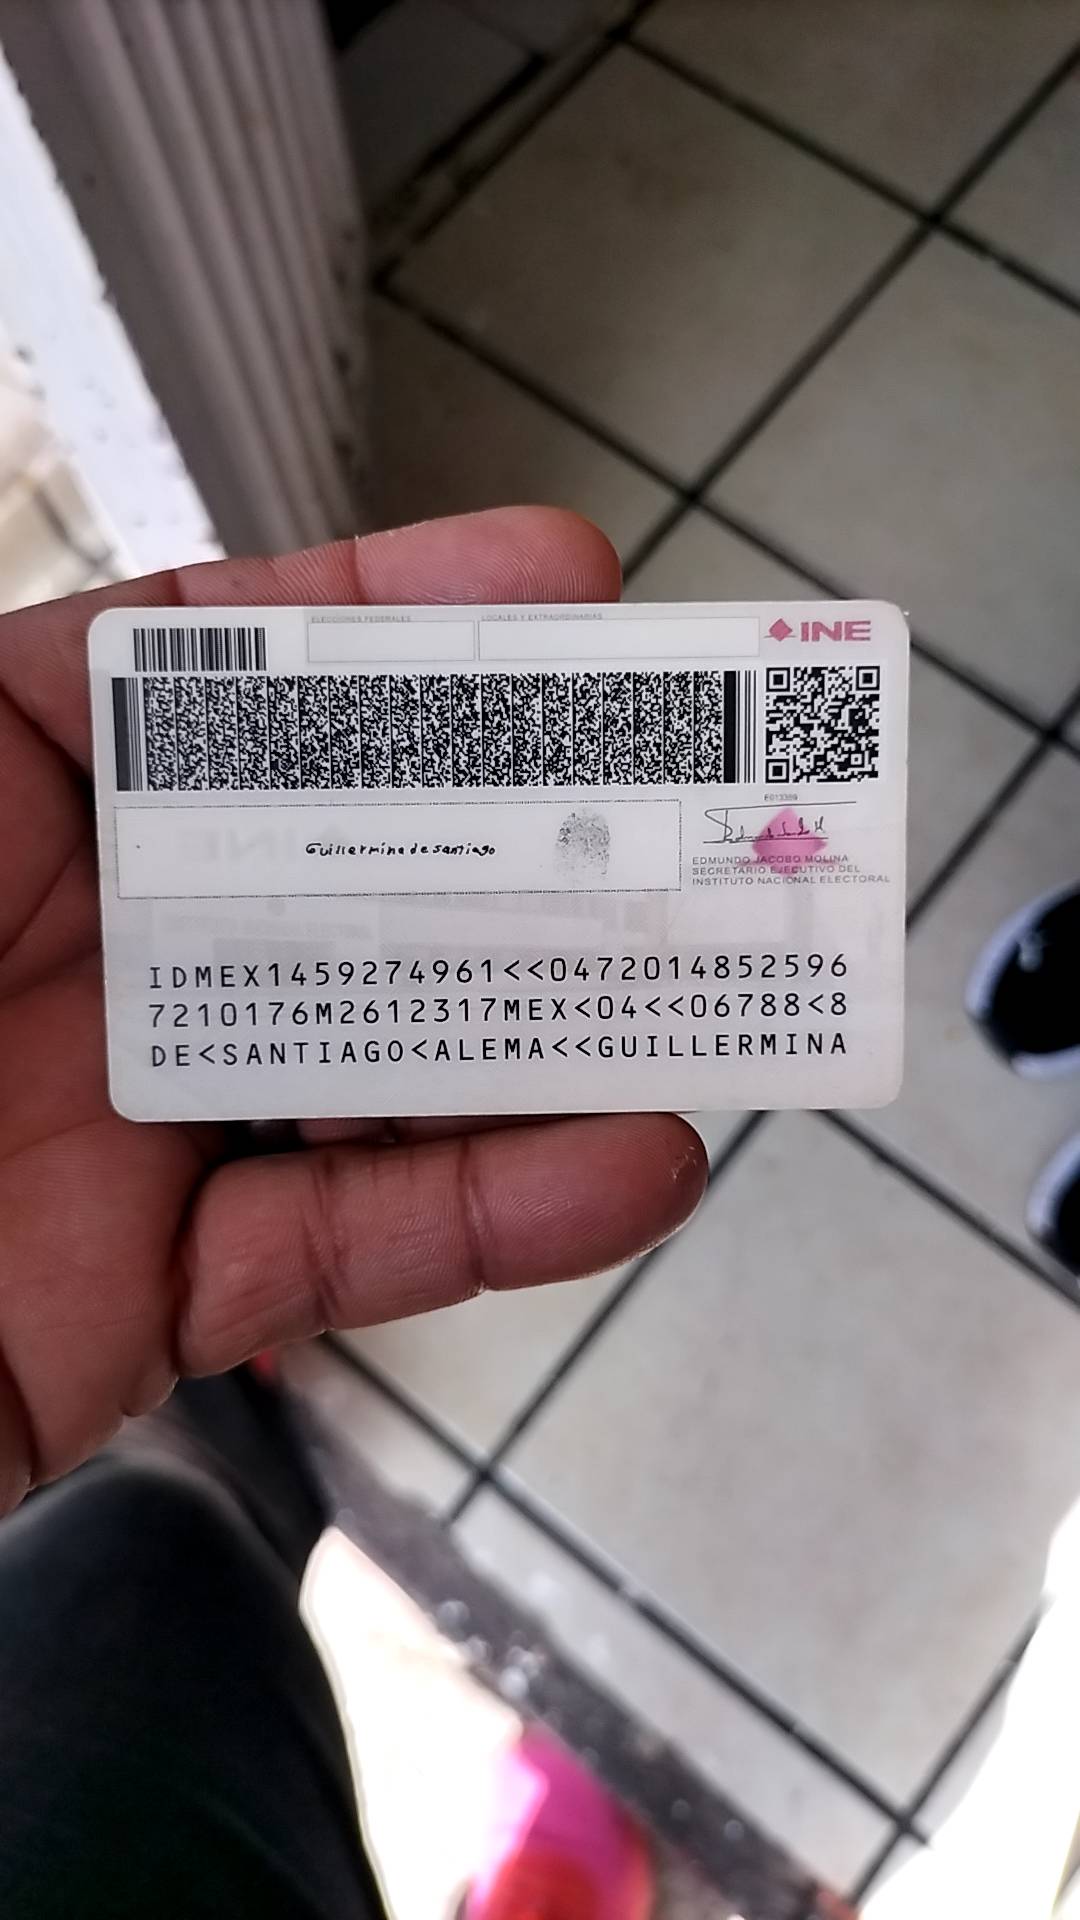 ELECCIONES FEDERALES
LOCALES Y EXTRAORDINARIAS
INE
Guillermina de santiago
EDMUNDO JACOBO MOLINA
SECRETARIO EJECUTIVO DEL
INSTITUTO NACIONAL ELECTORAL
IDMEX1459274961<<0472014852596
7210176M2612317MEX<04<<06788<8
DE<SANTIAGO<ALEMA<<GUILLERMINA